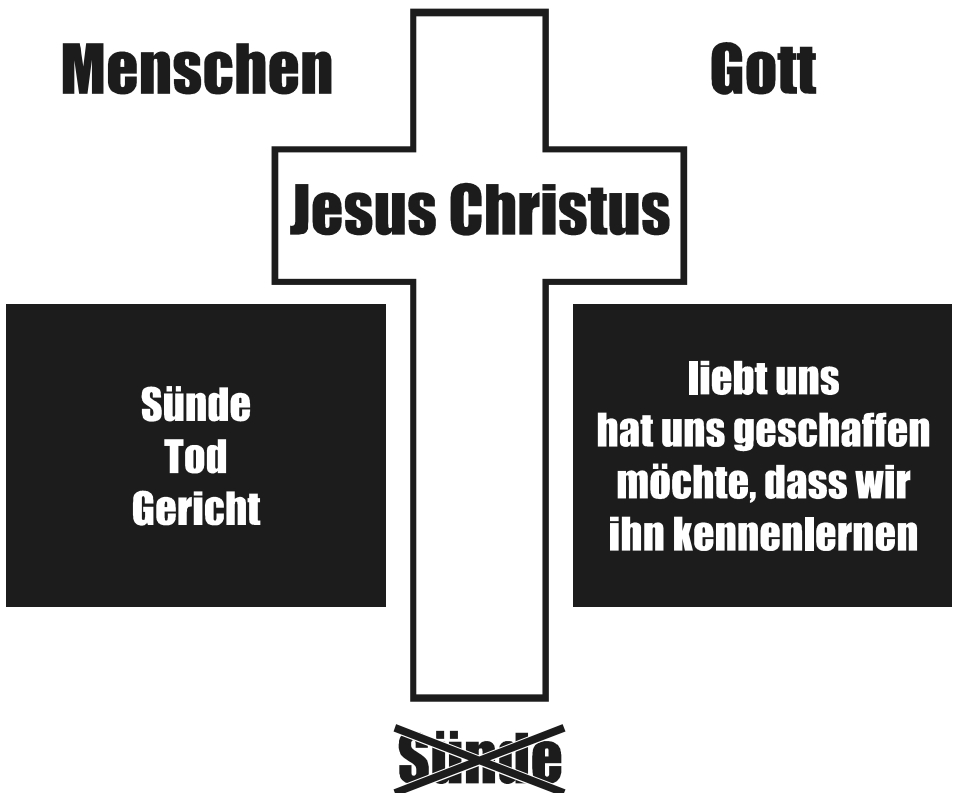 Menschen
Gott
Jesus Christus
Sünde
Tod
Gericht
liebt uns
hat uns geschaffen
möchte, dass wir
ihn kennenlernen
Sünde